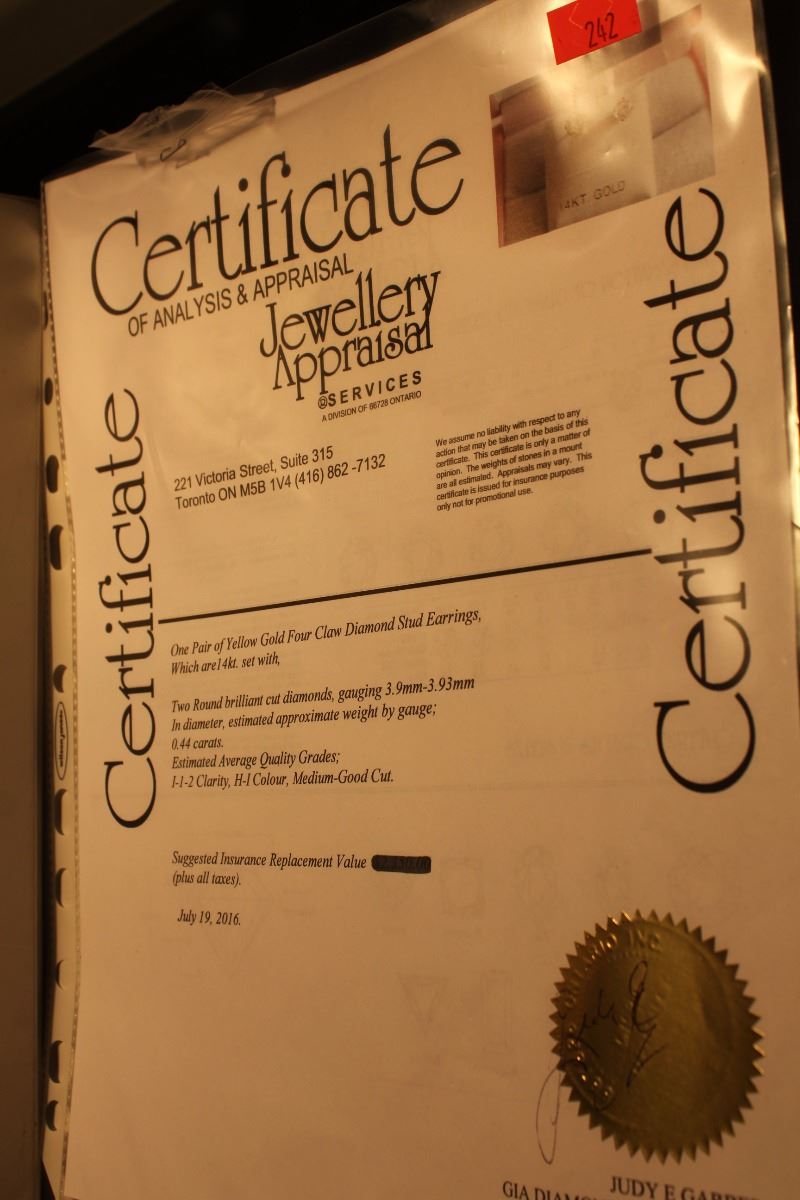 242
14KT GOLD
Certificate
OF ANALYSIS & APPRAISAL
Jewellery
Appraisal
SERVICES
A DIVISION OF 66728 ONTARIO
221 Victoria Street, Suite 315
Toronto ON M5B 1V4 (416) 862 -7132
We assume no liability with respect to any
action that may be taken on the basis of this
certificate. This certificate is only a matter of
opinion. The weights of stones in a mount
are all estimated. Appraisals may vary. This
certificate is issued for insurance purposes
only not for promotional use.
Certificate
Certificate
One Pair of Yellow Gold Four Claw Diamond Stud Earrings,
Which are14kt. set with,
Two Round brilliant cut diamonds, gauging 3.9mm-3.93mm
In diameter, estimated approximate weight by gauge;
0.44 carats.
Estimated Average Quality Grades;
I-1-2 Clarity, H-I Colour, Medium-Good Cut.
Suggested Insurance Replacement Value
(plus all taxes).
July 19, 2016.
ONTARIO INC
JUDY E
GIA